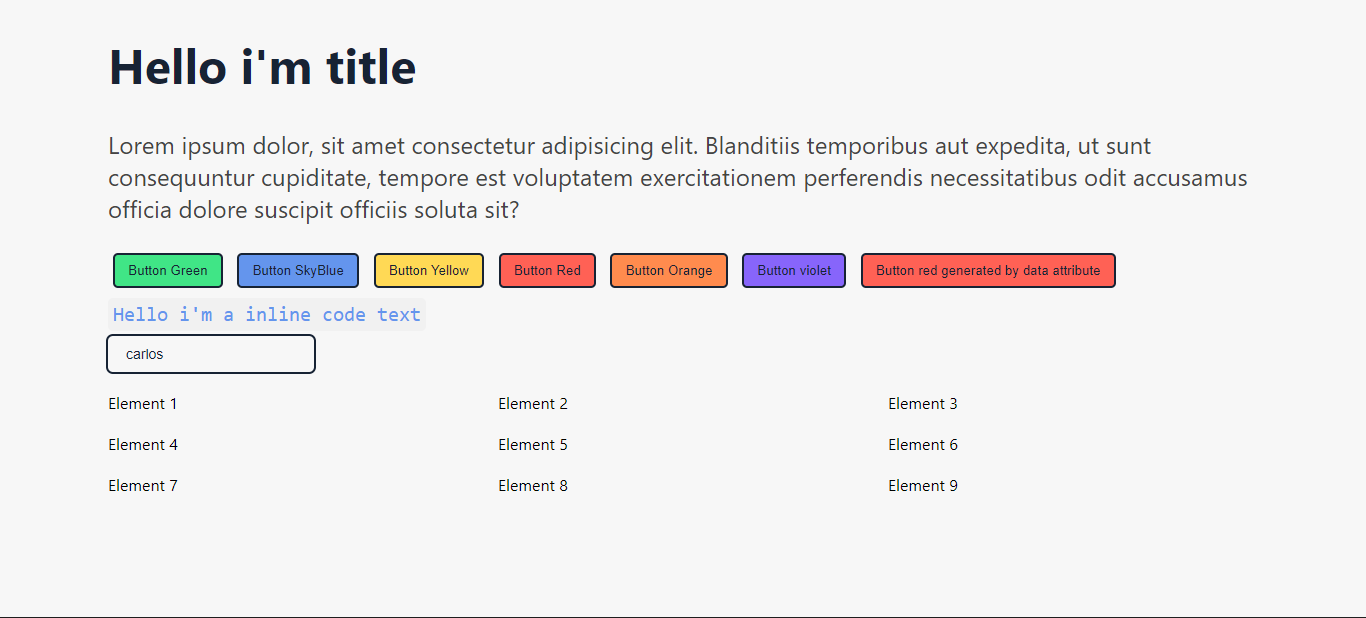 Hello i'm title
Lorem ipsum dolor, sit amet consectetur adipisicing elit. Blanditiis temporibus aut expedita, ut sunt
consequuntur cupiditate, tempore est voluptatem exercitationem perferendis necessitatibus odit accusamus
officia dolore suscipit officiis soluta sit?
Button Green Button SkyBlue Button Yellow Button Red Button Orange Button violet Button red generated by data attribute
Hello i'm a inline code text
carlos
Element 1 Element 2 Element 3
Element 4 Element 5 Element 6
Element 7 Element 8 Element 9